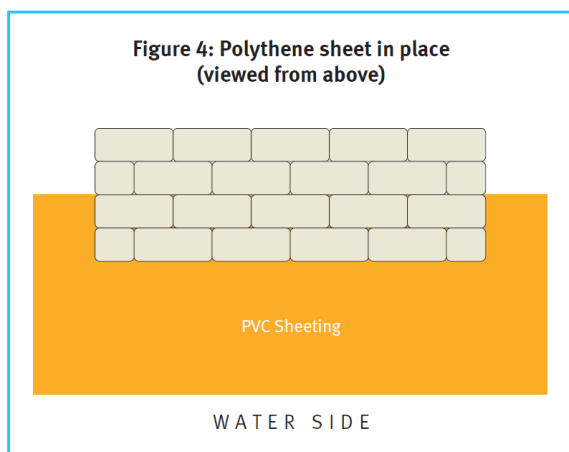 Figure 4: Polythene sheet in place
(viewed from above)
PVC Sheeting
WATER SIDE